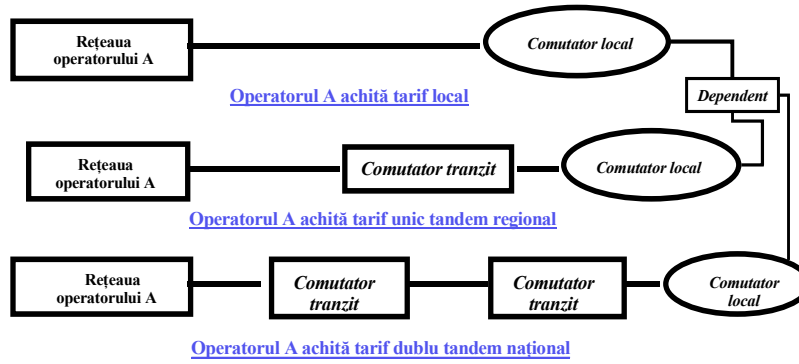 Rețeaua
operatorului A
Comutator local
Operatorul A achită tarif local
Dependent
Rețeaua
operatorului A
Comutator tranzit
Comutator local
Operatorul A achită tarif unic tandem regional
Rețeaua
operatorului A
Comutator
tranzit
Comutator
tranzit
Comutator
local
Operatorul A achită tarif dublu tandem național